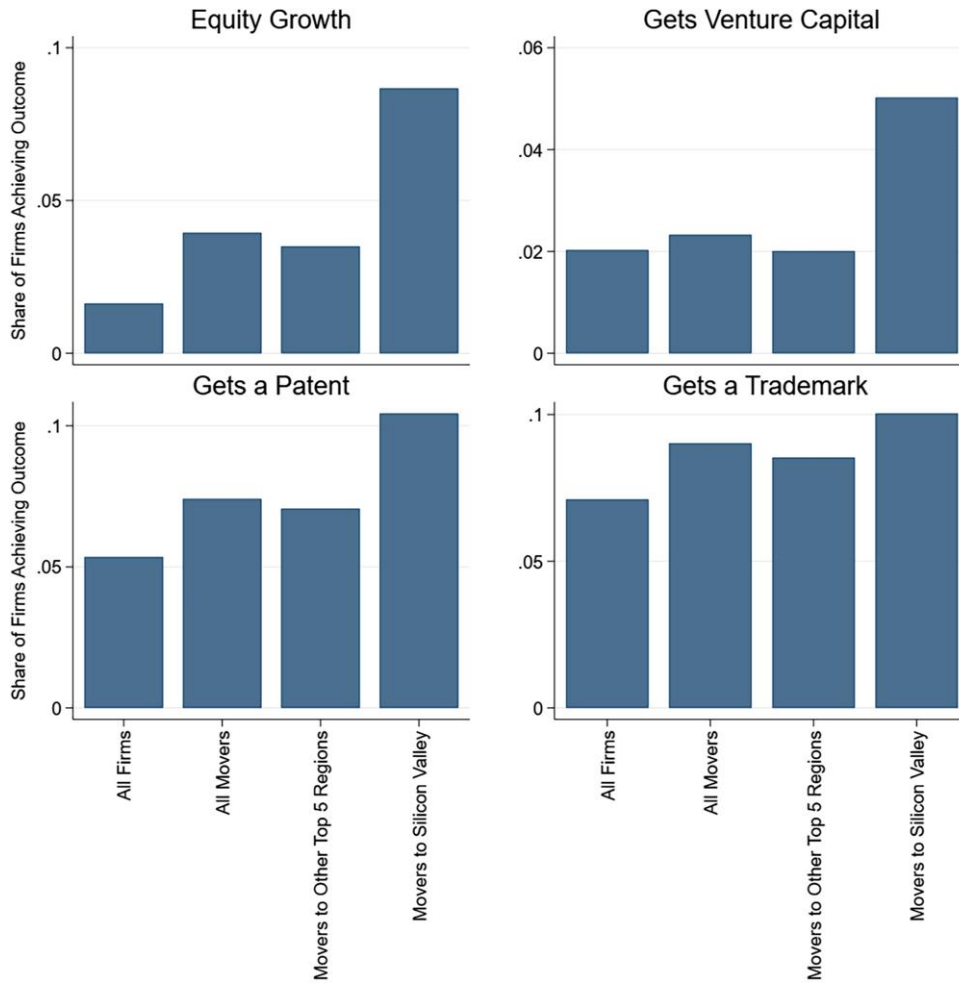 Equity Growth
Share of Firms Achieving Outcome
.1
.05
0
Gets Venture Capital
.06
.04
.02
0
Gets a Patent
Share of Firms Achieving Outcome
.1
.05
0
All Firms
All Movers
Movers to Other Top 5 Regions
Movers to Silicon Valley
Gets a Trademark
.1
.05
0
All Firms
All Movers
Movers to Other Top 5 Regions
Movers to Silicon Valley